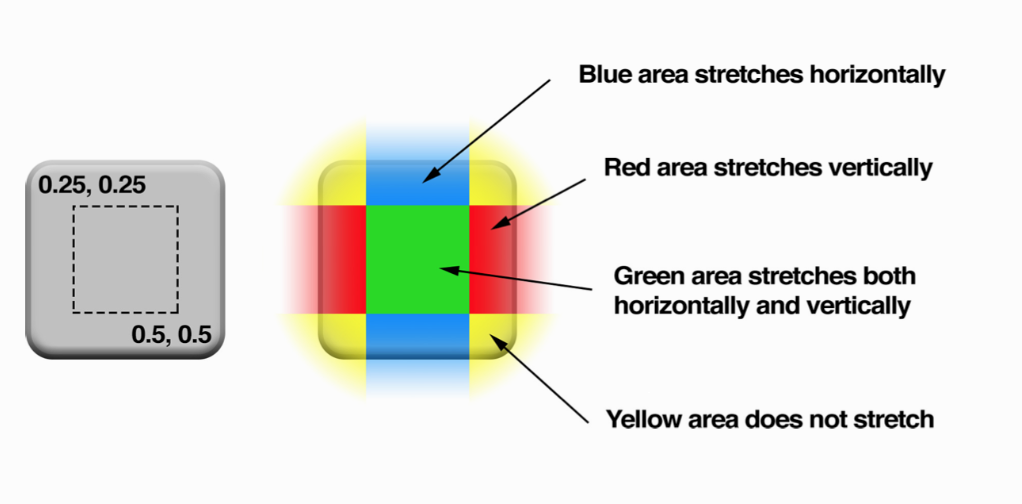 Blue area stretches horizontally
Red area stretches vertically
0.25, 0.25
Green area stretches both
horizontally and vertically
0.5, 0.5
Yellow area does not stretch